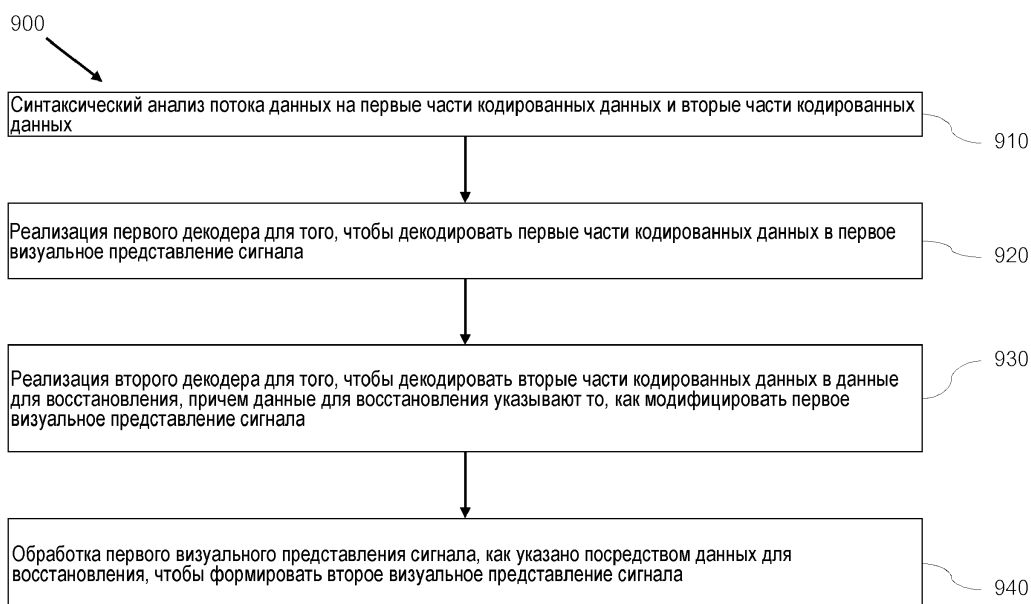 900
Синтаксический анализ потока данных на первые части кодированных данных и вторые части кодированных
данных
910
Реализация первого декодера для того, чтобы декодировать первые части кодированных данных в первое
визуальное представление сигнала
920
Реализация второго декодера для того, чтобы декодировать вторые части кодированных данных в данные
для восстановления, причем данные для восстановления указывают то, как модифицировать первое
визуальное представление сигнала
930
Обработка первого визуального представления сигнала, как указано посредством данных для
восстановления, чтобы формировать второе визуальное представление сигнала
940